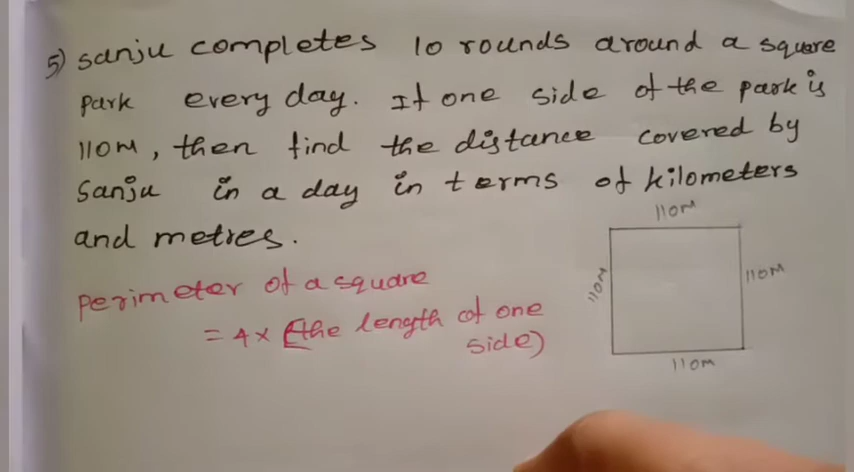 5) Sanju completes 10 rounds around a square
park every day. If one side of the park is
110M, then find the distance covered by
Sanju in a day in terms of kilometers
and metres.
110M
110M
110M
110M
Perimeter of a square
= 4 x (the length of one
side)